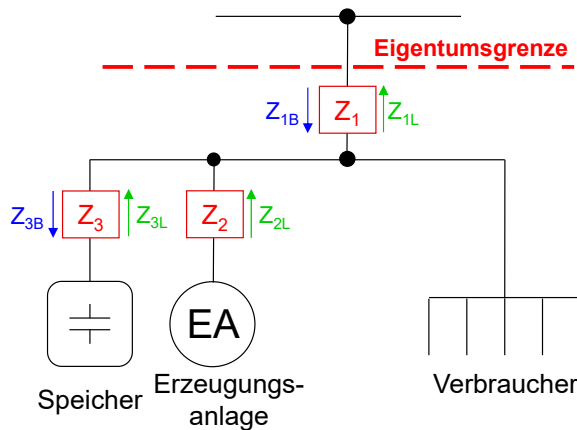 Eigentumsgrenze
Z1B Z1 Z1L
Z3B Z3 Z3L Z2 Z2L
EA
Speicher
Erzeugungs-
anlage
Verbraucher